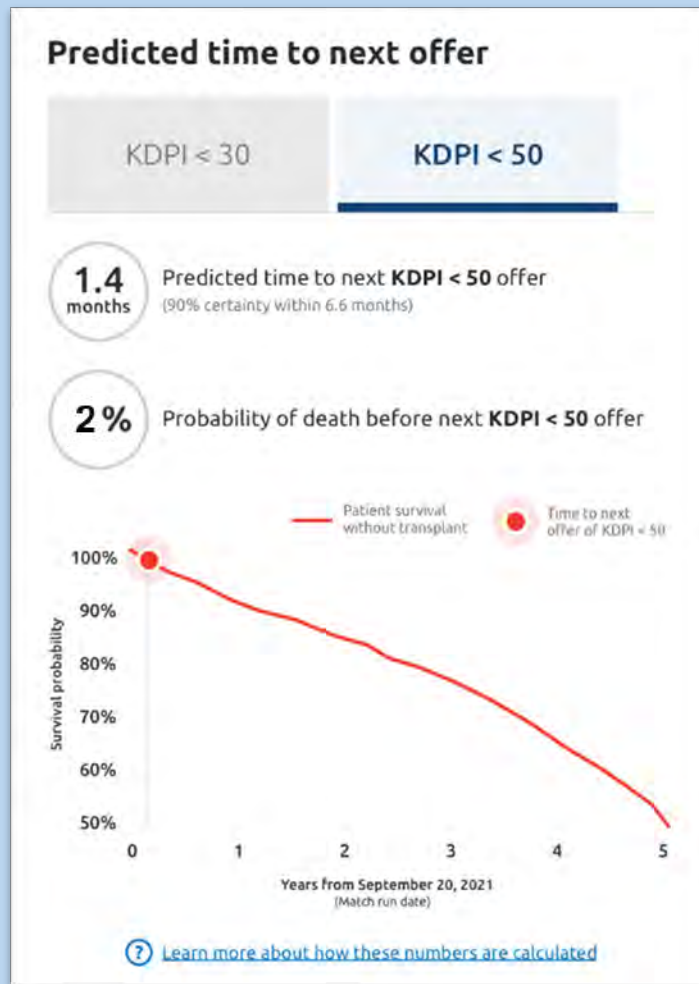 Predicted time to next offer
KDPI < 30
KDPI < 50
1.4
months
Predicted time to next KDPI < 50 offer
(90% certainty within 6.6 months)
2%
Probability of death before next KDPI < 50 offer
Patient survival
without transplant
Time to next
offer of KDPI < 50
Survival probability
100%
90%
80%
70%
60%
50%
0 1 2 3 4 5
Years from September 20, 2021
(Match run date)
? Learn more about how these numbers are calculated